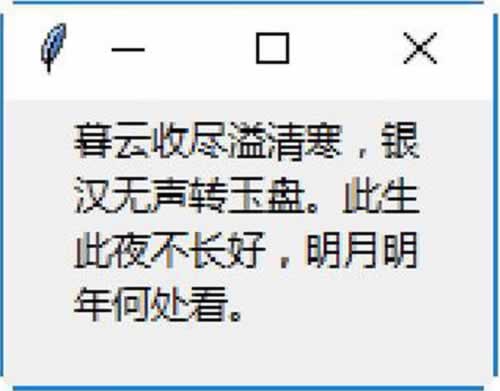 暮云收尽溢清寒，银
汉无声转玉盘。此生
此夜不长好，明月明
年何处看。